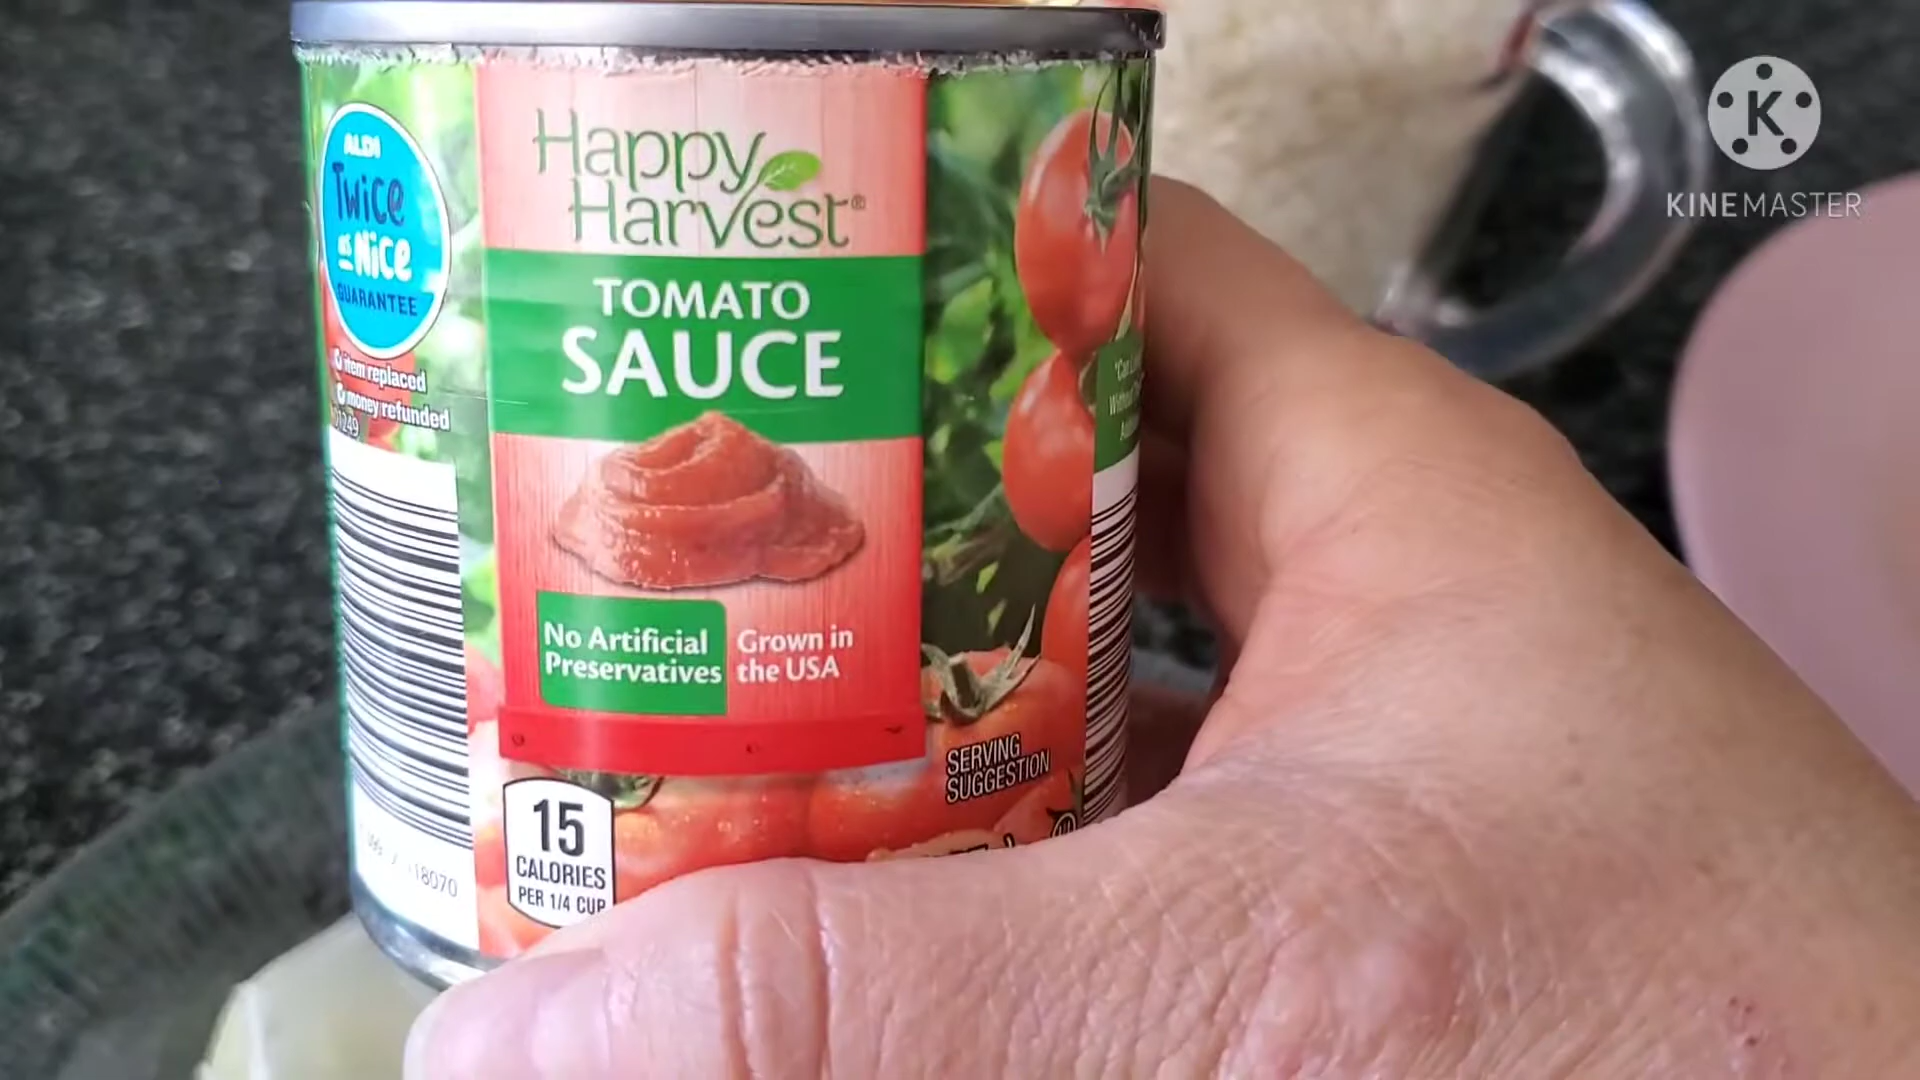 ALDI
Twice
as Nice
GUARANTEE
item replaced
money refunded
Happy
Harvest®
TOMATO
SAUCE
No Artificial
Preservatives
Grown in
the USA
SERVING
SUGGESTION
15
CALORIES
PER 1/4 CUP
18070
K
KINEMASTER